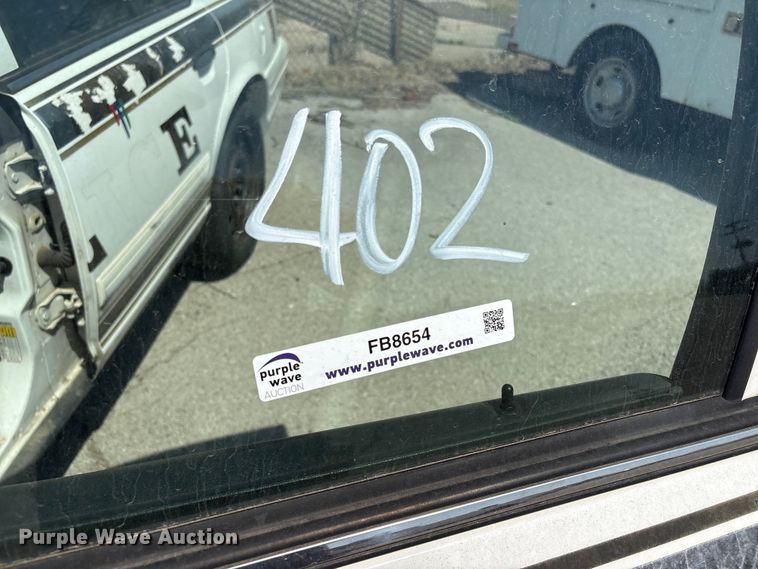 E
402
FB8654
www.purplewave.com
purple
wave
AUCTION
Purple Wave Auction